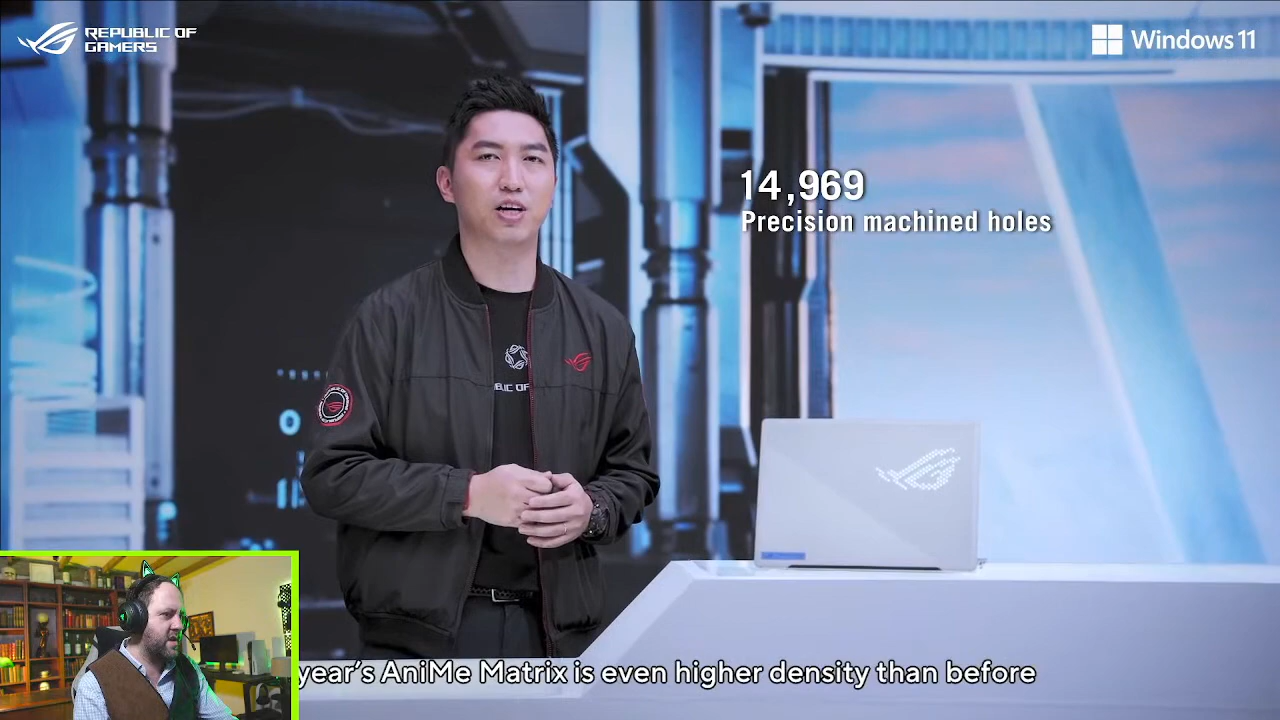 REPUBLIC OF
GAMERS
Windows 11
14,969
Precision machined holes
year's AniMe Matrix is even higher density than before